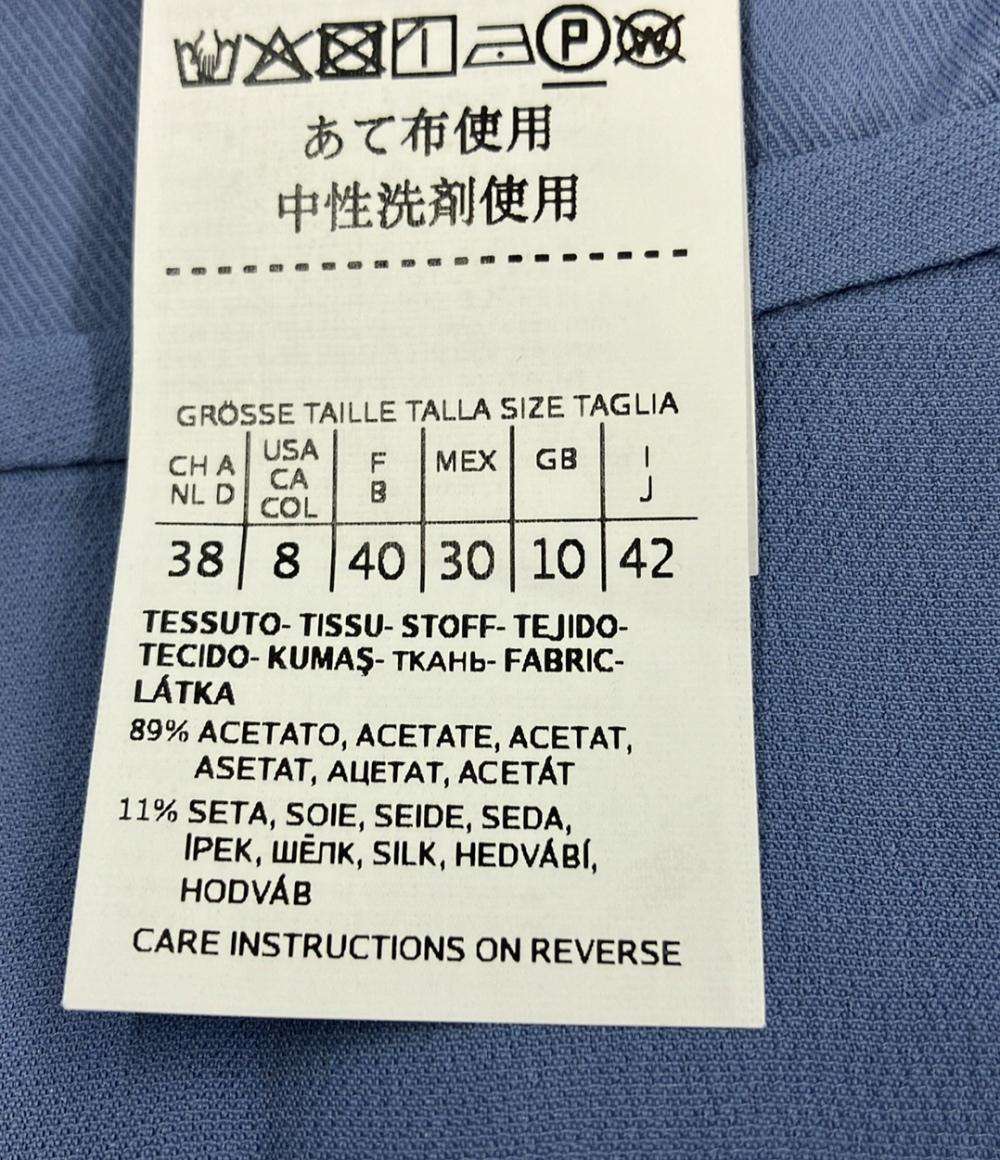 P W
あて布使用
中性洗剤使用
GRÖSSE TAILLE TALLA SIZE TAGLIA
CH A NL D | USA CA COL | F B | MEX | GB | I J
38 | 8 | 40 | 30 | 10 | 42
TESSUTO- TISSU- STOFF- TEJIDO-
TECIDO- KUMAŞ- ТКАНЬ- FABRIC-
LÁTKA
89% ACETATO, ACETATE, ACETAT,
ASETAT, АЦЕТАТ, ACETÁT
11% SETA, SOIE, SEIDE, SEDA,
İPEK, ШЁЛК, SILK, HEDVÁBÍ,
HODVÁB
CARE INSTRUCTIONS ON REVERSE